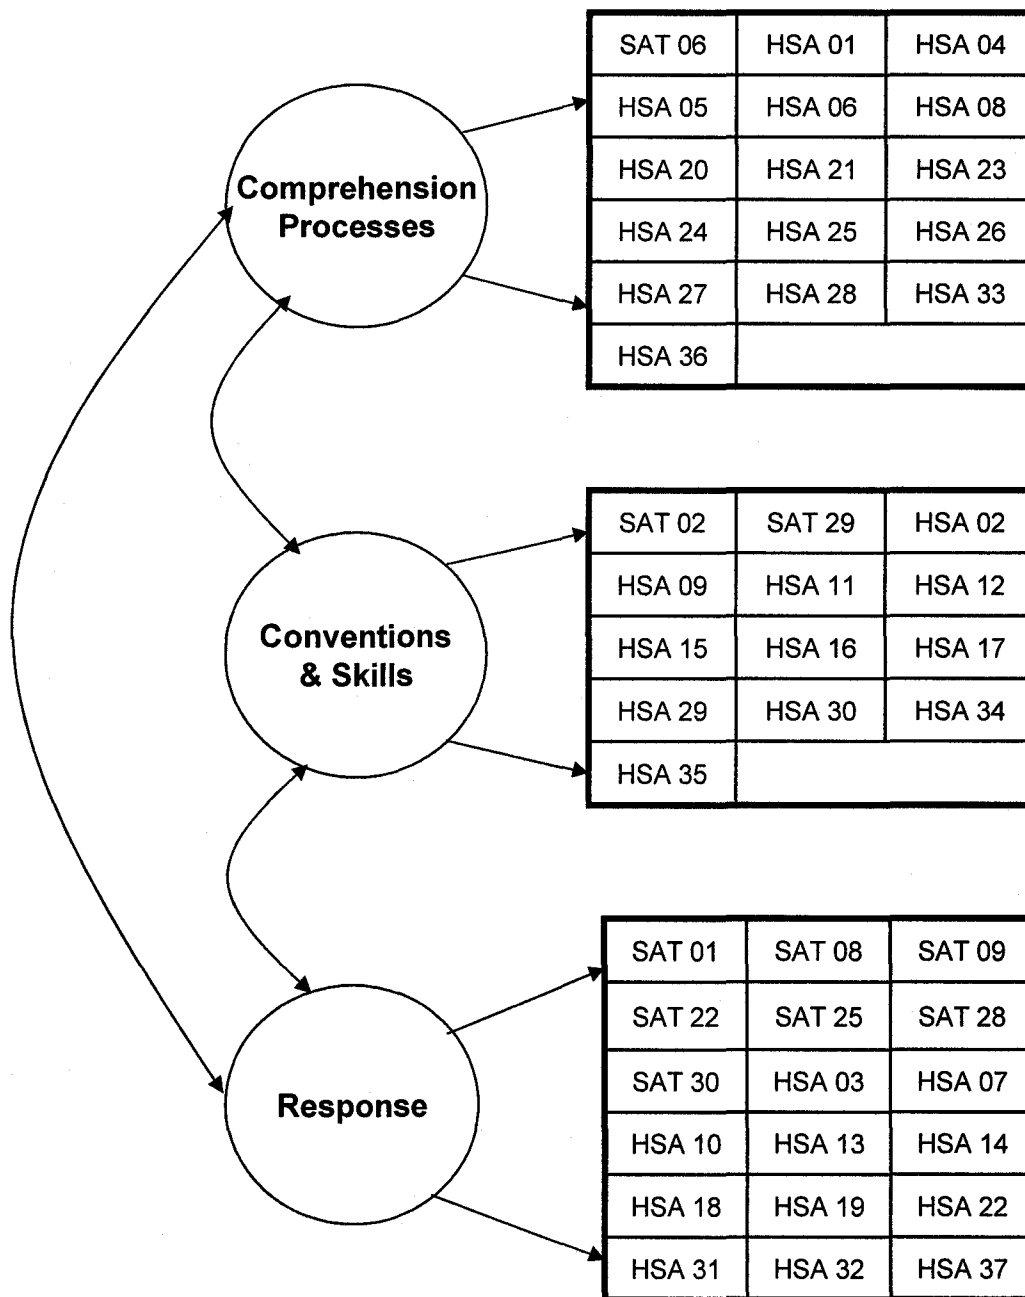 SAT 06 HSA 01 HSA 04
HSA 05 HSA 06 HSA 08
HSA 20 HSA 21 HSA 23
HSA 24 HSA 25 HSA 26
HSA 27 HSA 28 HSA 33
HSA 36
Comprehension
Processes
SAT 02 SAT 29 HSA 02
HSA 09 HSA 11 HSA 12
HSA 15 HSA 16 HSA 17
HSA 29 HSA 30 HSA 34
HSA 35
Conventions
& Skills
SAT 01 SAT 08 SAT 09
SAT 22 SAT 25 SAT 28
SAT 30 HSA 03 HSA 07
HSA 10 HSA 13 HSA 14
HSA 18 HSA 19 HSA 22
HSA 31 HSA 32 HSA 37
Response